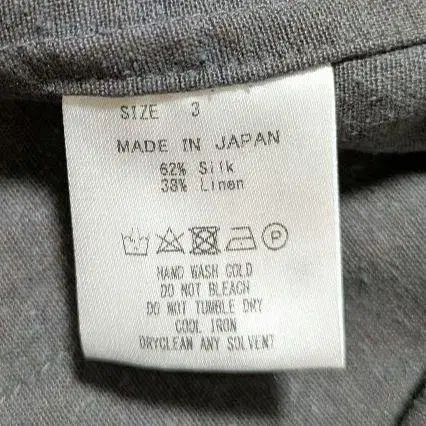 SIZE 3
MADE IN JAPAN
62% Silk
38% Linen
HAND WASH COLD
DO NOT BLEACH
DO NOT TUMBLE DRY
COOL IRON
DRYCLEAN ANY SOLVENT